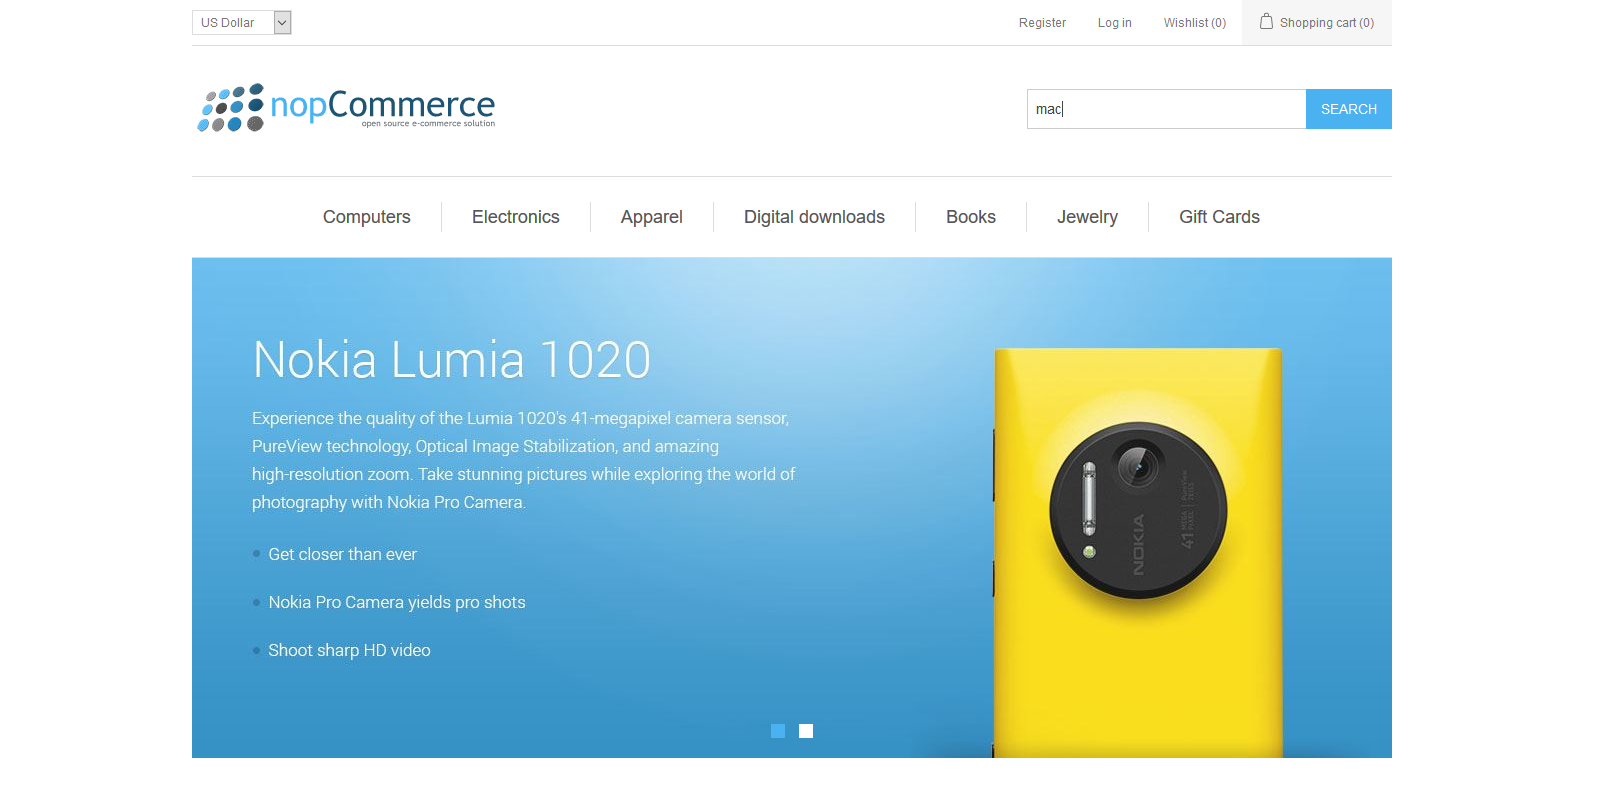 US Dollar
Register
Log in
Wishlist (0)
Shopping cart (0)
nopCommerce
open source e-commerce solution
mac
SEARCH
Computers
Electronics
Apparel
Digital downloads
Books
Jewelry
Gift Cards
Nokia Lumia 1020
Experience the quality of the Lumia 1020's 41-megapixel camera sensor,
PureView technology, Optical Image Stabilization, and amazing
high-resolution zoom. Take stunning pictures while exploring the world of
photography with Nokia Pro Camera.
Get closer than ever
Nokia Pro Camera yields pro shots
Shoot sharp HD video
NOKIA
41 MEGA PIXEL
PureView